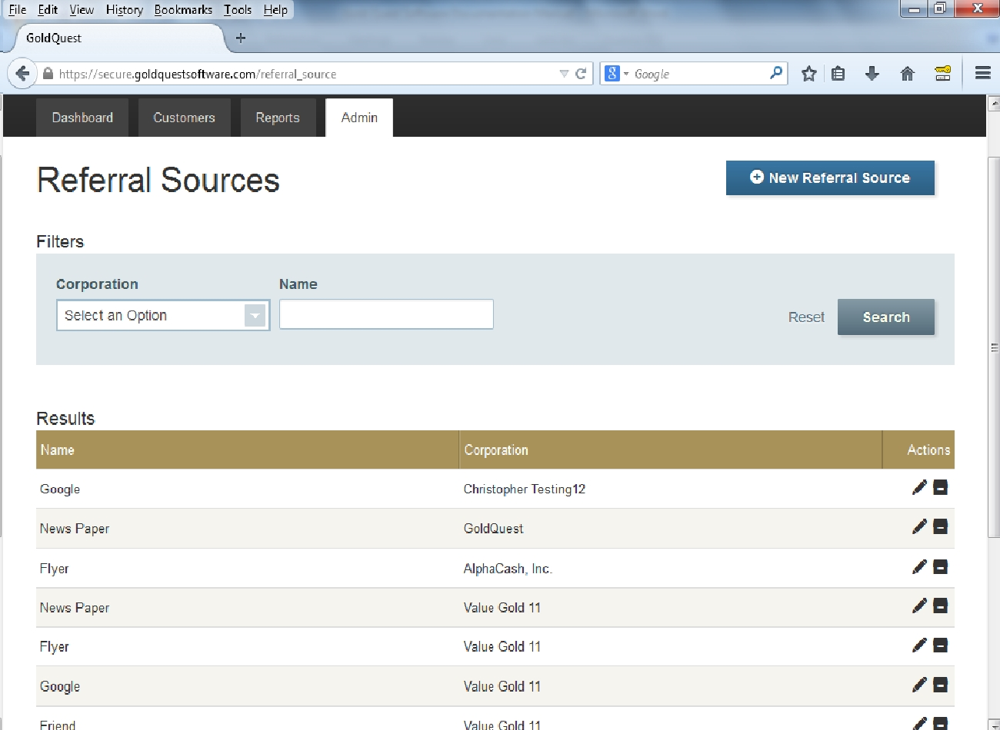 File Edit View History Bookmarks Tools Help
GoldQuest
https://secure.goldquestsoftware.com/referral_source
Google
Dashboard Customers Reports Admin
Referral Sources
New Referral Source
Filters
Corporation Name
Select an Option
Reset Search
Results
Name Corporation Actions
Google Christopher Testing12
News Paper GoldQuest
Flyer AlphaCash, Inc.
News Paper Value Gold 11
Flyer Value Gold 11
Google Value Gold 11
Friend Value Gold 11